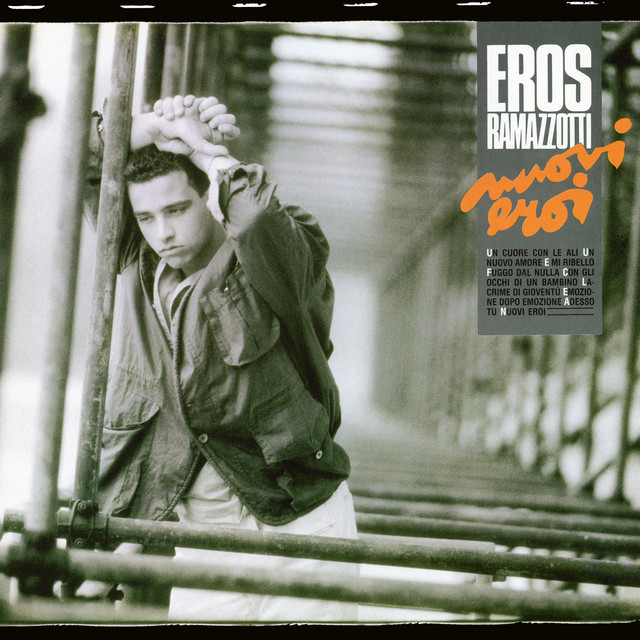 EROS
RAMAZZOTTI
nuovi
eroi
UN CUORE CON LE ALI UN
NUOVO AMORE E MI RIBELLO
FUGGO DAL NULLA CON GLI
OCCHI DI UN BAMBINO LA-
CRIME DI GIOVENTÙ EMOZIO-
NE DOPO EMOZIONE ADESSO
TU NUOVI EROI